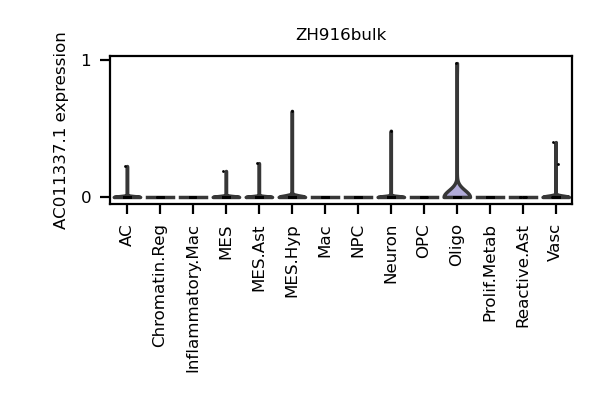 ZH916bulk
AC011337.1 expression
1
0
AC
Chromatin.Reg
Inflammatory.Mac
MES
MES.Ast
MES.Hyp
Mac
NPC
Neuron
OPC
Oligo
Prolif.Metab
Reactive.Ast
Vasc